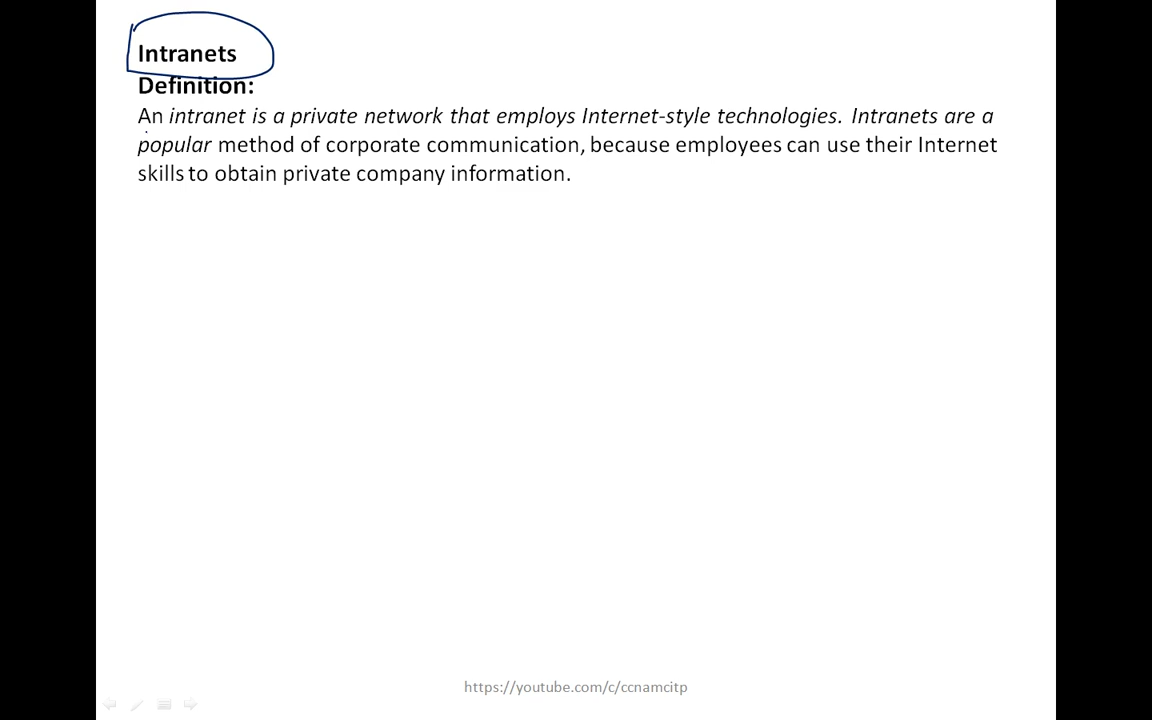 Intranets
Definition:
An intranet is a private network that employs Internet-style technologies. Intranets are a
popular method of corporate communication, because employees can use their Internet
skills to obtain private company information.
https://youtube.com/c/ccnamcitp